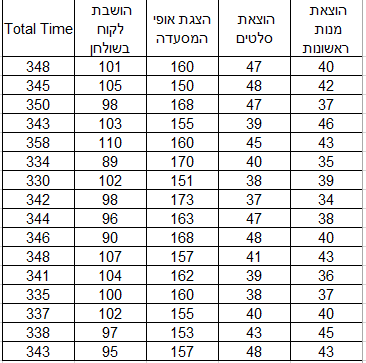 Total Time
הושבת לקוח בשולחן
הצגת אופי המסעדה
הוצאת סלטים
הוצאת מנות ראשונות
348 101 160 47 40
345 105 150 48 42
350 98 168 47 37
343 103 155 39 46
358 110 160 45 43
334 89 170 40 35
330 102 151 38 39
342 98 173 37 34
344 96 163 47 38
346 90 168 48 40
348 107 157 41 43
341 104 162 39 36
335 100 160 38 37
337 102 155 40 40
338 97 153 43 45
343 95 157 48 43